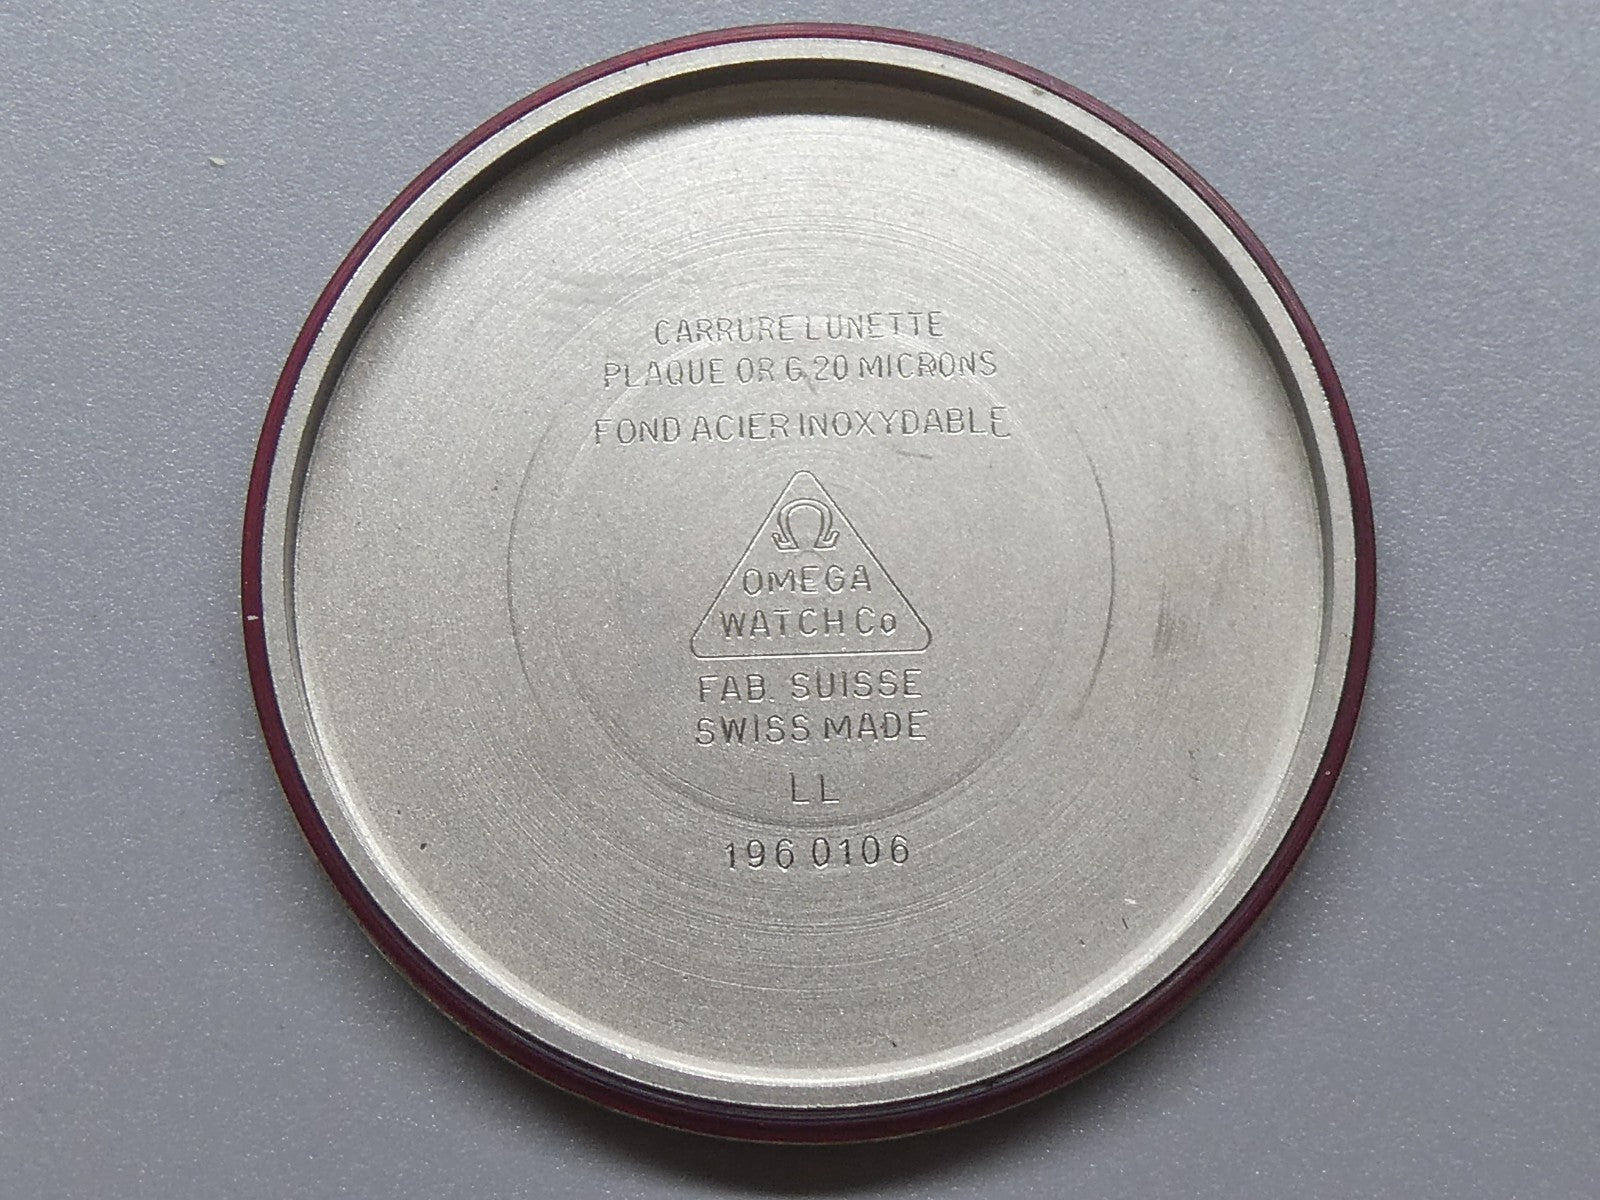 CARRURE LUNETTE
PLAQUE OR G 20 MICRONS
FOND ACIER INOXYDABLE
Ω
OMEGA
WATCH Co
FAB. SUISSE
SWISS MADE
LL
196 0106